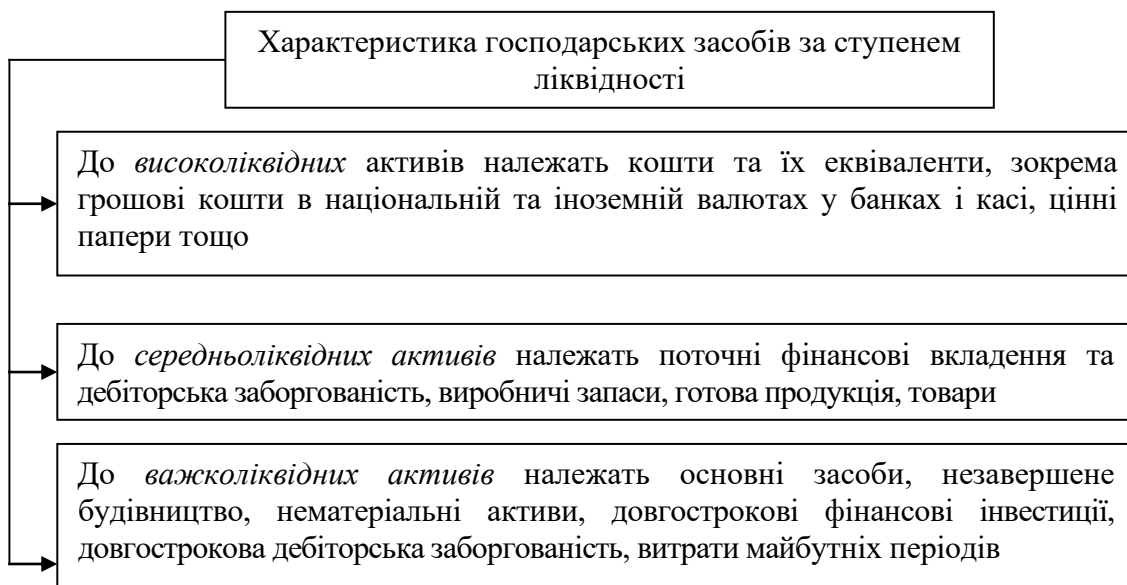 Характеристика господарських засобів за ступенем
ліквідності
До високоліквідних активів належать кошти та їх еквіваленти, зокрема
грошові кошти в національній та іноземній валютах у банках і касі, цінні
папери тощо
До середньоліквідних активів належать поточні фінансові вкладення та
дебіторська заборгованість, виробничі запаси, готова продукція, товари
До важколіквідних активів належать основні засоби, незавершене
будівництво, нематеріальні активи, довгострокові фінансові інвестиції,
довгострокова дебіторська заборгованість, витрати майбутніх періодів